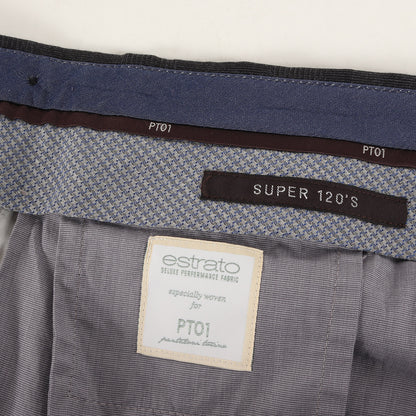 PT01
PT01
SUPER 120'S
estrato
DELUXE PERFORMANCE FABRIC
especially woven
for
PT01
pantaloni torino